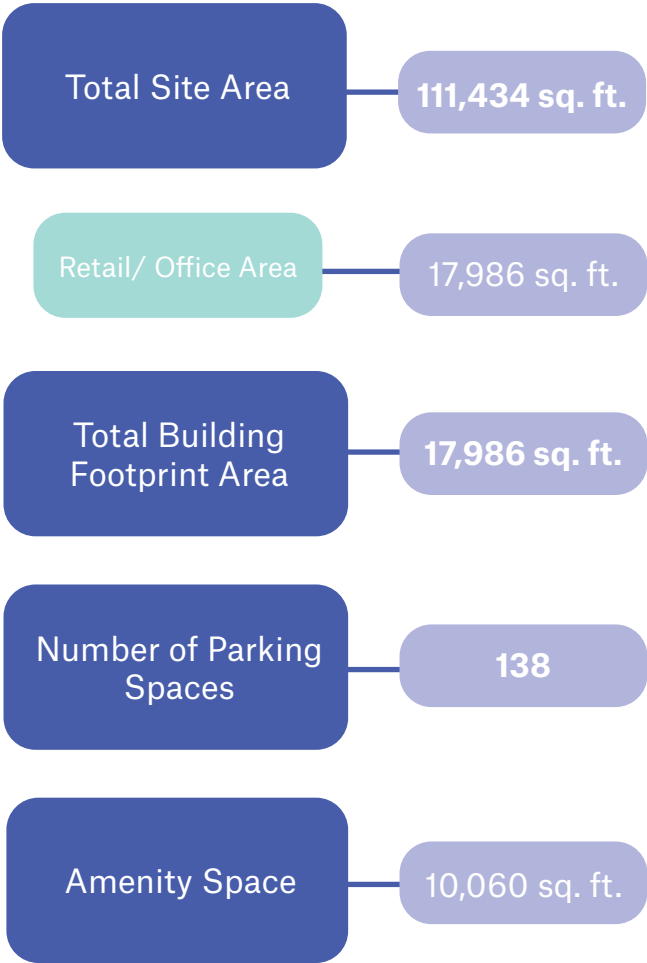 Total Site Area
111,434 sq. ft.
Retail/ Office Area
17,986 sq. ft.
Total Building
Footprint Area
17,986 sq. ft.
Number of Parking
Spaces
138
Amenity Space
10,060 sq. ft.